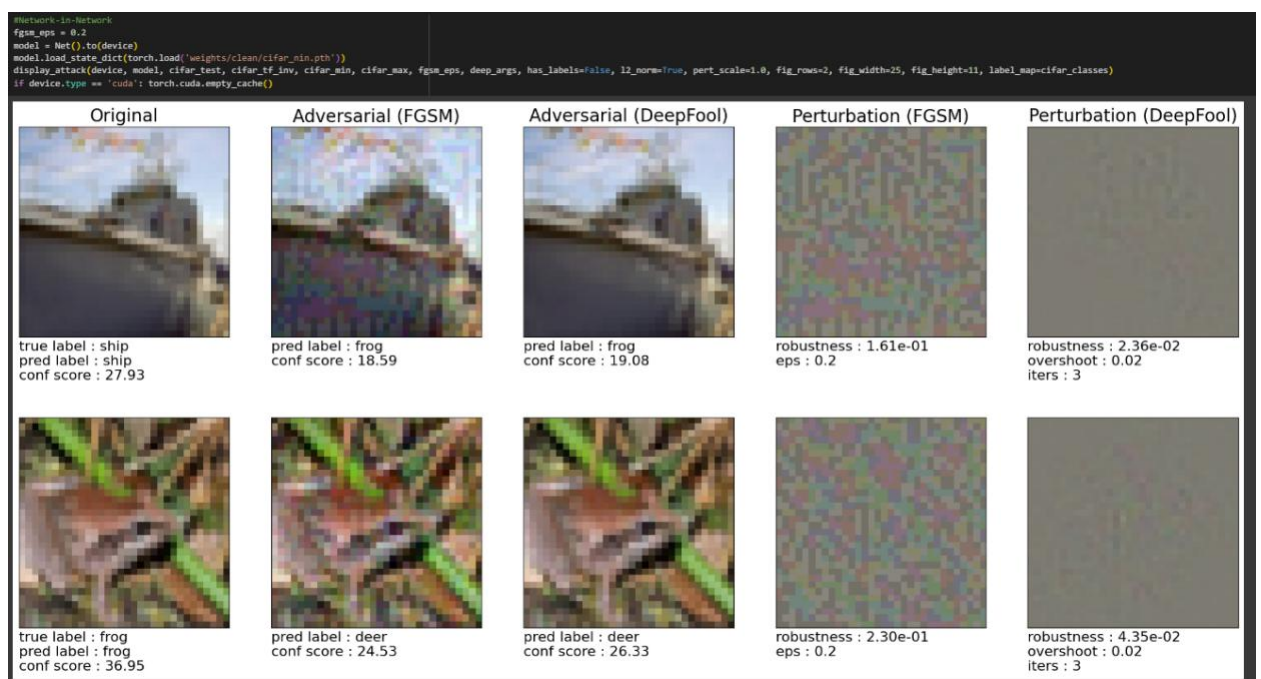 #Network-in-Network
fgsm_eps = 0.2
model = Net().to(device)
model.load_state_dict(torch.load('weights/clean/cifar_nin.pth'))
display_attack(device, model, cifar_test, cifar_tf_inv, cifar_min, cifar_max, fgsm_eps, deep_args, has_labels=False, l2_norm=True, pert_scale=1.0, fig_rows=2, fig_width=25, fig_height=11, label_map=cifar_classes)
if device.type == 'cuda': torch.cuda.empty_cache()
Original
Adversarial (FGSM)
Adversarial (DeepFool)
Perturbation (FGSM)
Perturbation (DeepFool)
true label : ship
pred label : ship
conf score : 27.93
pred label : frog
conf score : 18.59
pred label : frog
conf score : 19.08
robustness : 1.61e-01
eps : 0.2
robustness : 2.36e-02
overshoot : 0.02
iters : 3
true label : frog
pred label : frog
conf score : 36.95
pred label : deer
conf score : 24.53
pred label : deer
conf score : 26.33
robustness : 2.30e-01
eps : 0.2
robustness : 4.35e-02
overshoot : 0.02
iters : 3